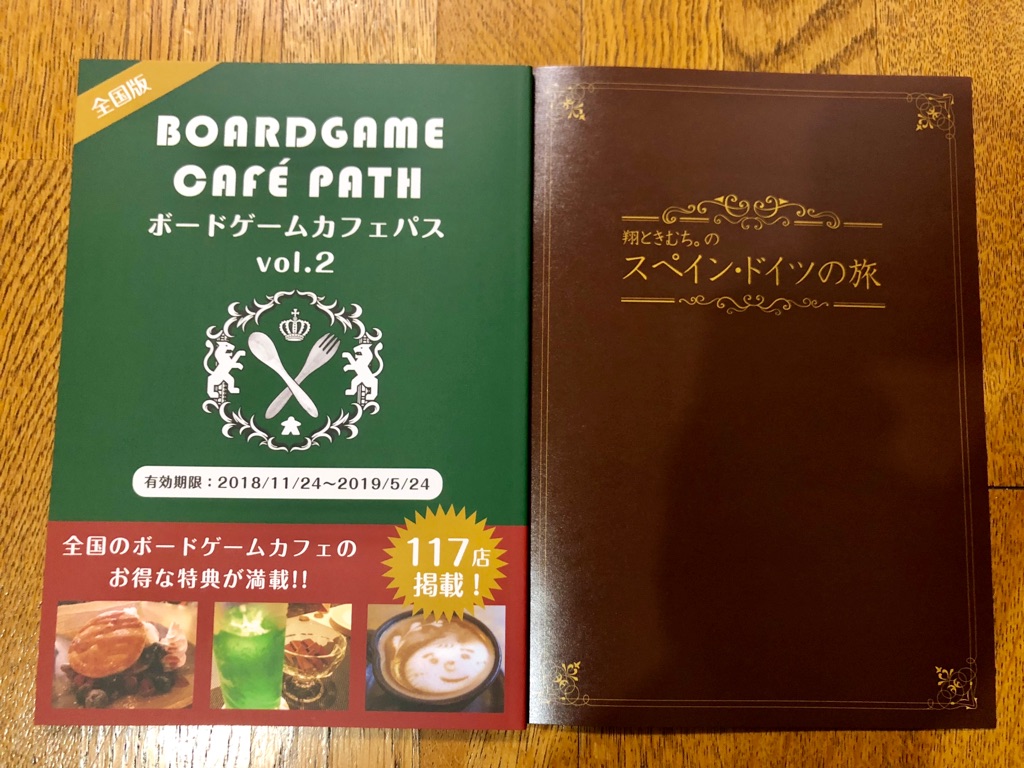 全国版
BOARDGAME
CAFÉ PATH
ボードゲームカフェパス
vol.2
有効期限：2018/11/24～2019/5/24
全国のボードゲームカフェの
お得な特典が満載!!
117店
掲載！
翔ときむち。の
スペイン・ドイツの旅